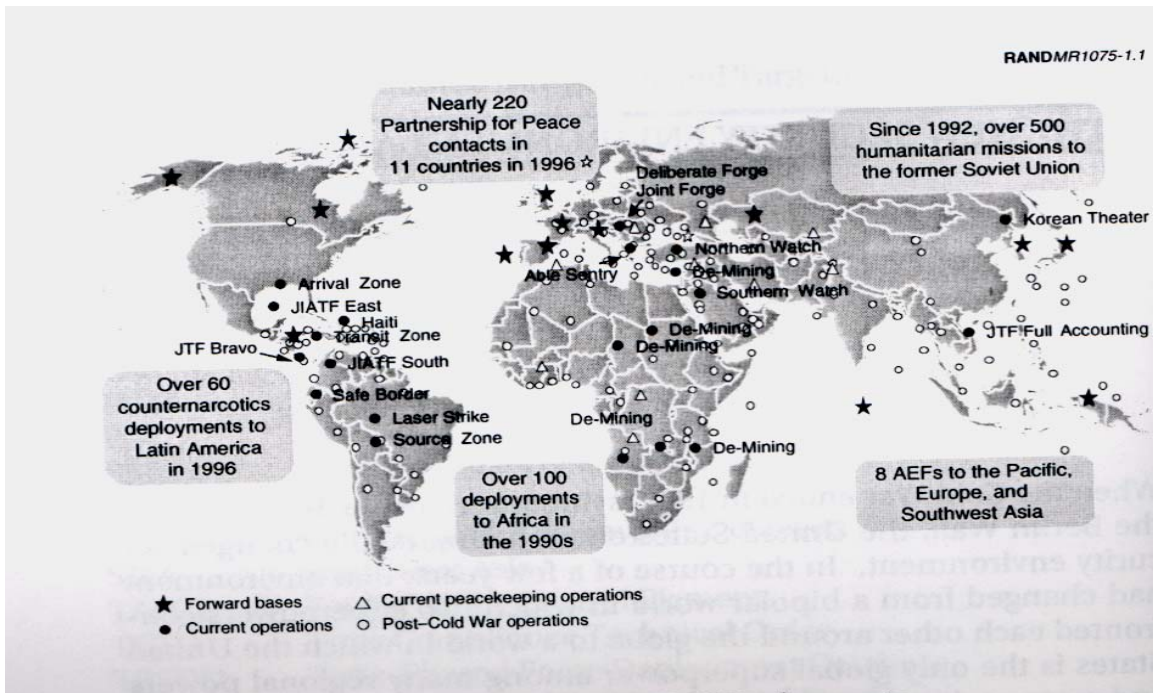 RANDMR1075-1.1
Nearly 220
Partnership for Peace
contacts in
11 countries in 1996
Since 1992, over 500
humanitarian missions to
the former Soviet Union
Deliberate Forge
Joint Forge
Korean Theater
Northern Watch
Able Sentry
De-Mining
Southern Watch
Arrival Zone
JIATF East
Haiti
Transit Zone
JTF Bravo
JIATF South
De-Mining
De-Mining
JTF Full Accounting
Over 60
counternarcotics
deployments to
Latin America
in 1996
Safe Border
Laser Strike
Source Zone
De-Mining
De-Mining
Over 100
deployments
to Africa in
the 1990s
8 AEFs to the Pacific,
Europe, and
Southwest Asia
Forward bases
Current peacekeeping operations
Current operations
Post–Cold War operations